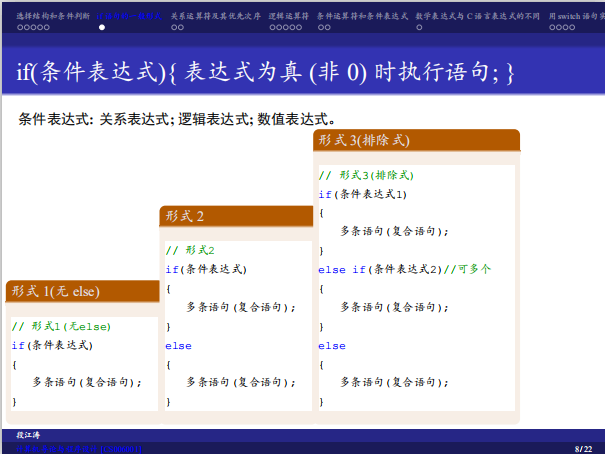 选择结构和条件判断
关系运算符及其优先次序
逻辑运算符
条件运算符和条件表达式
数学表达式与 C 语言表达式的不同
用 switch 语句实
if(条件表达式){ 表达式为真 (非 0) 时执行语句; }
条件表达式: 关系表达式; 逻辑表达式; 数值表达式。
形式 1(无 else)
// 形式1(无else)
if(条件表达式)
{
多条语句(复合语句);
}
形式 2
// 形式2
if(条件表达式)
{
多条语句(复合语句);
}
else
{
多条语句(复合语句);
}
形式 3(排除式)
// 形式3(排除式)
if(条件表达式1)
{
多条语句(复合语句);
}
else if(条件表达式2)//可多个
{
多条语句(复合语句);
}
else
{
多条语句(复合语句);
}
段江涛
8 / 22